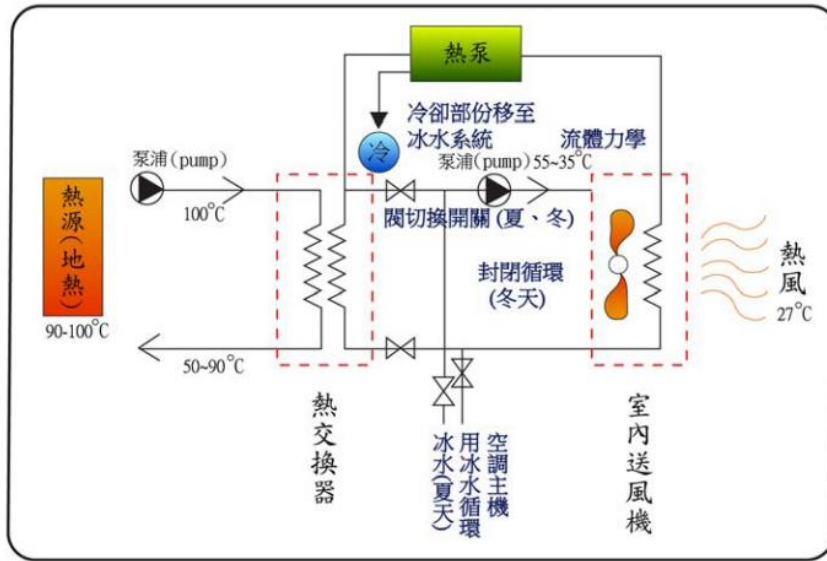 熱泵
冷卻部份移至
冰水系統
流體力學
冷
泵浦(pump)
泵浦(pump)
55~35°C
100°C
熱源(地熱)
閥切換開關(夏、冬)
封閉循環
(冬天)
熱風
27°C
90-100°C
50~90°C
熱交換器
冰水(夏天)
用冰水循環
空調主機
室內送風機